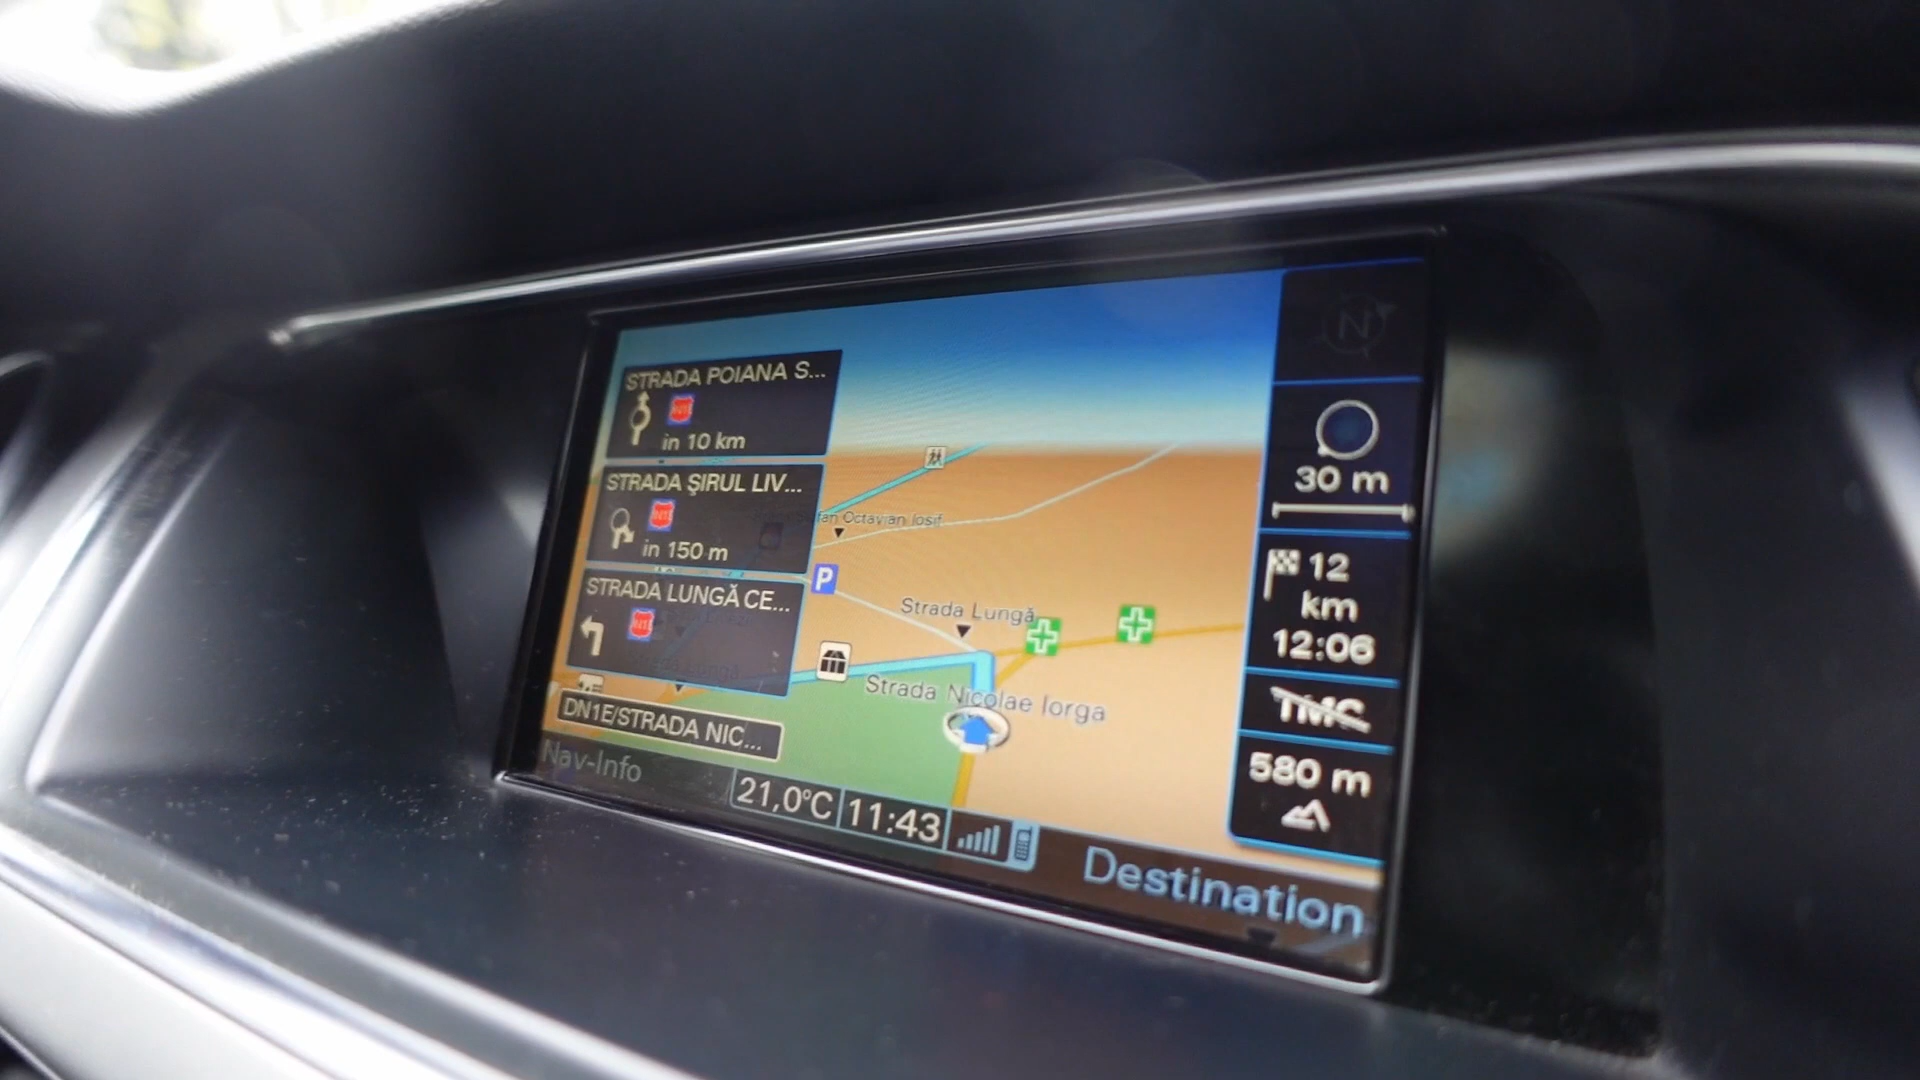 STRADA POIANA S...
in 10 km
STRADA ŞIRUL LIV...
in 150 m
STRADA LUNGĂ CE...
DN1E/STRADA NIC...
Nav-Info
21,0°C
11:43
Destination
Octavian Iosif
P
Strada Lungă
Strada Nicolae Iorga
N
30 m
12
km
12:06
TMC
580 m